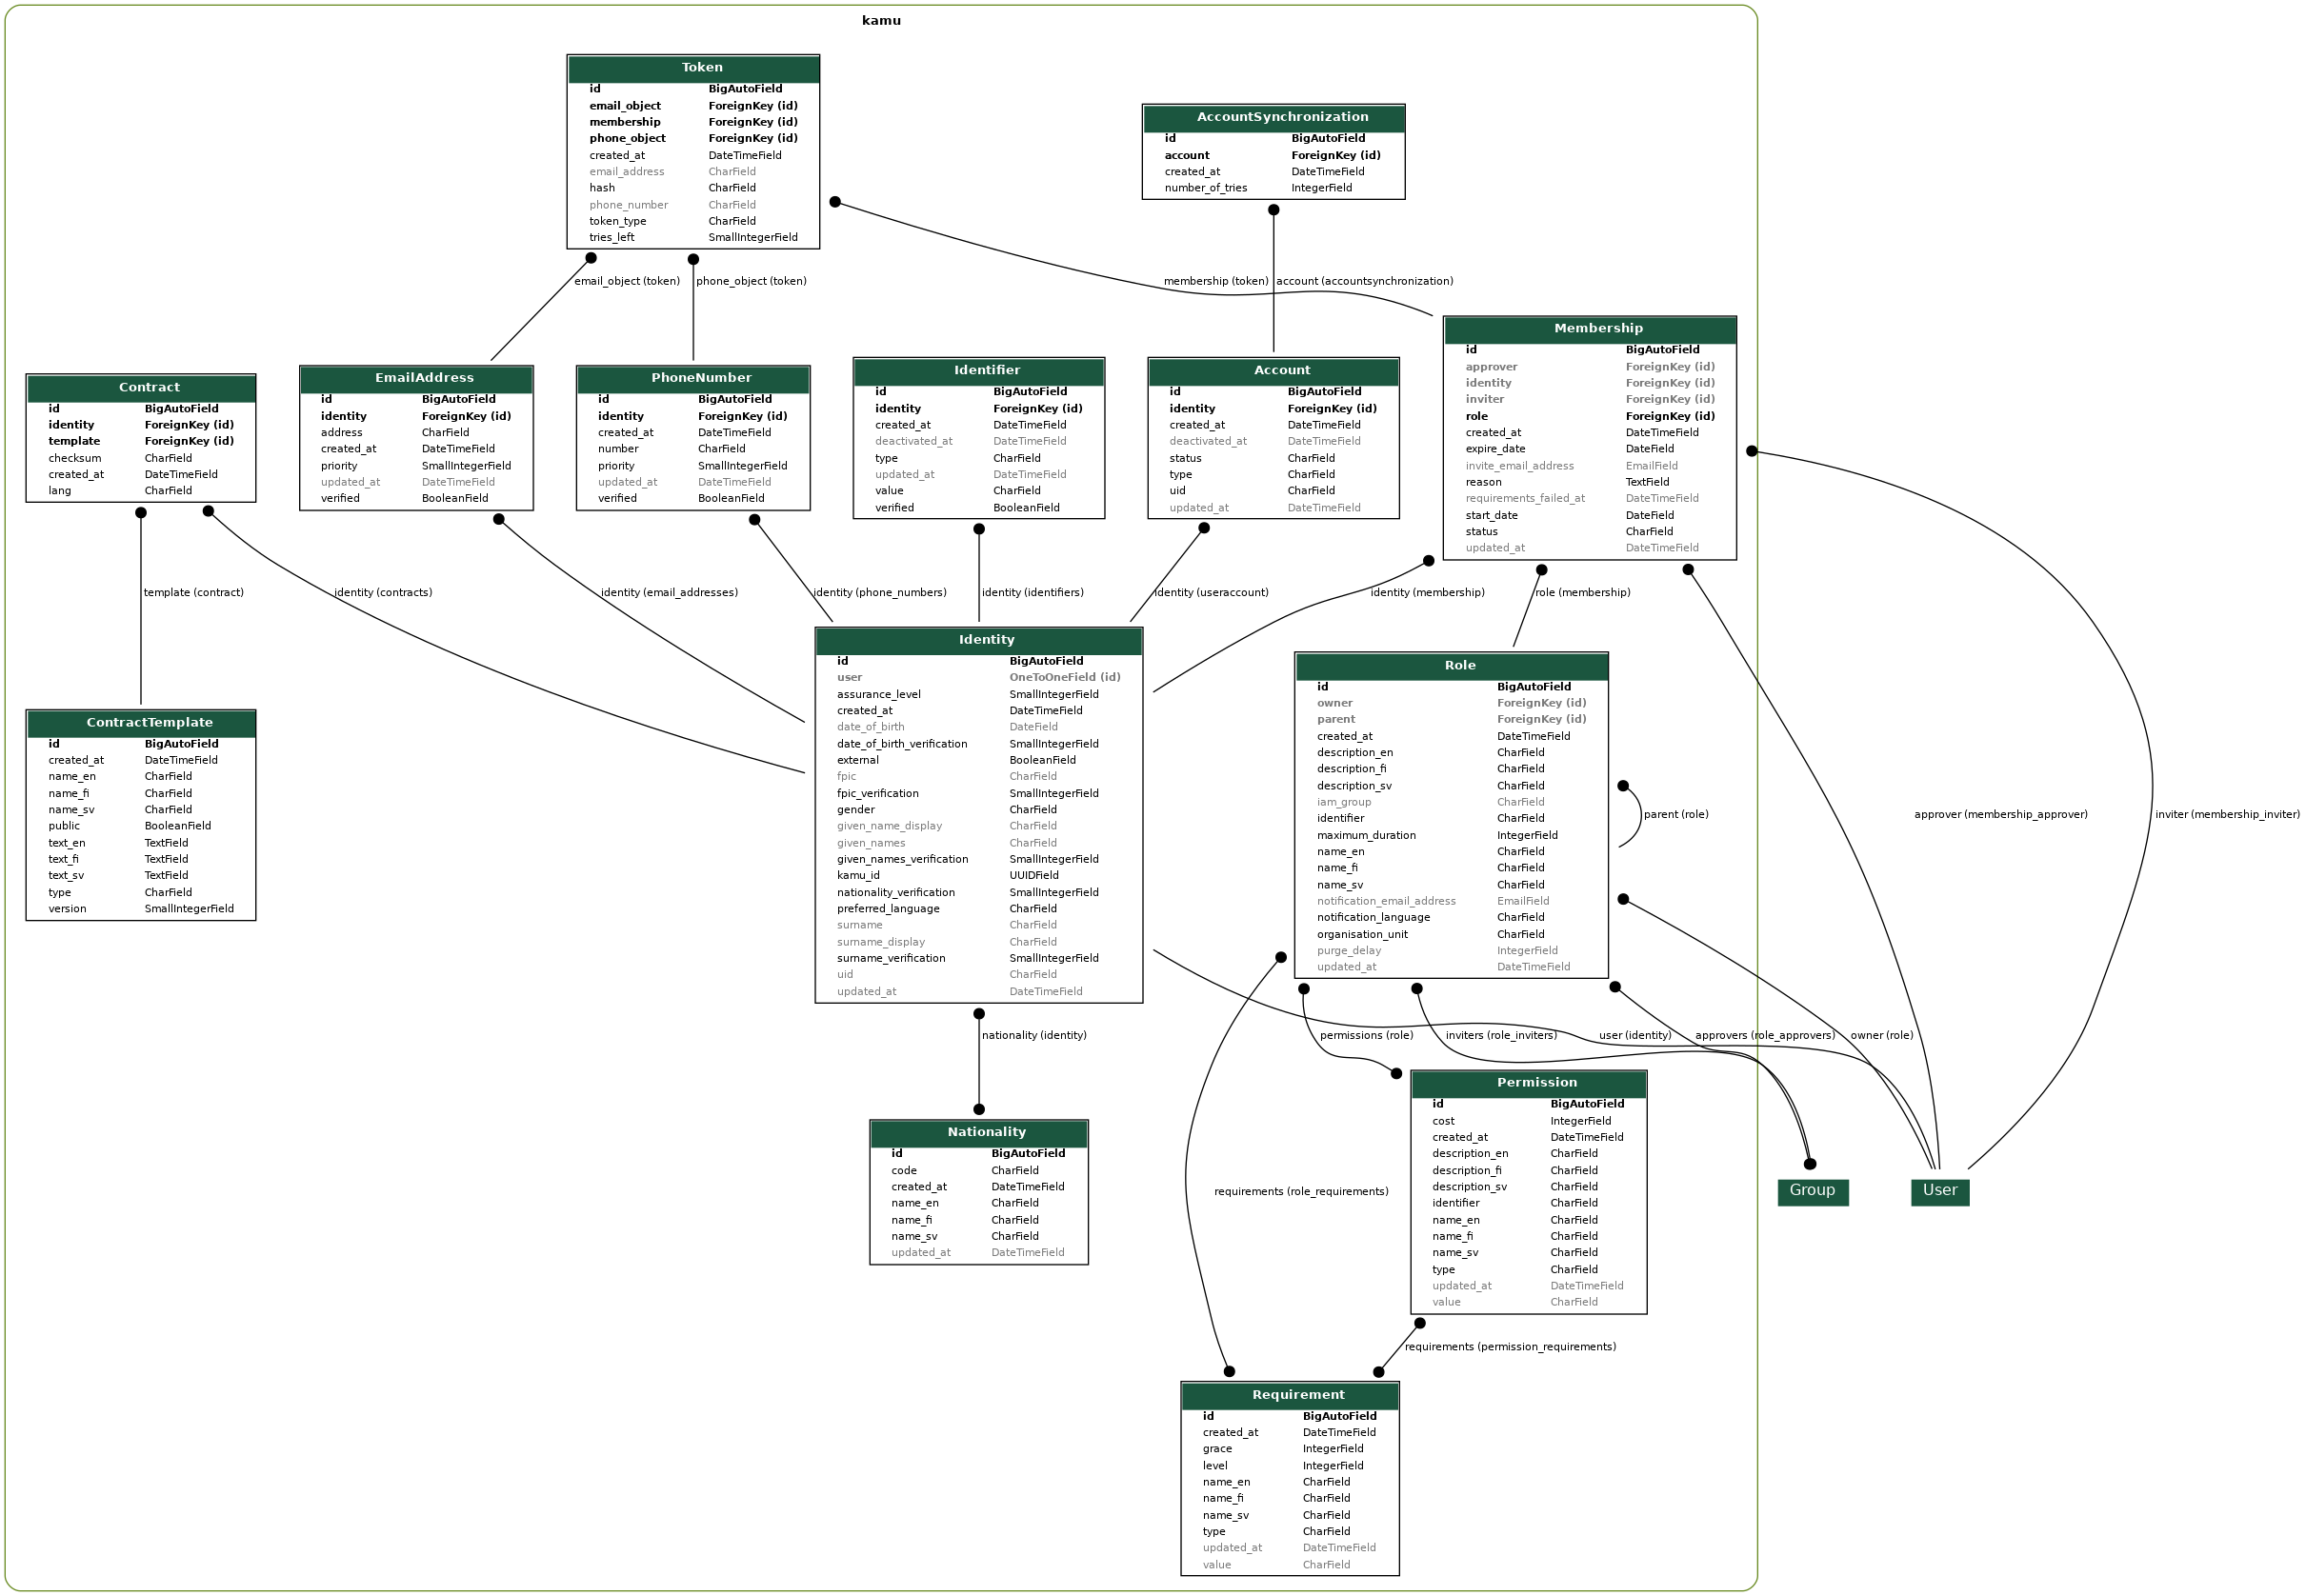 kamu
Token
id BigAutoField
email_object ForeignKey (id)
membership ForeignKey (id)
phone_object ForeignKey (id)
created_at DateTimeField
email_address CharField
hash CharField
phone_number CharField
token_type CharField
tries_left SmallIntegerField
AccountSynchronization
id BigAutoField
account ForeignKey (id)
created_at DateTimeField
number_of_tries IntegerField
email_object (token)
phone_object (token)
membership (token)
account (accountsynchronization)
Contract
id BigAutoField
identity ForeignKey (id)
template ForeignKey (id)
checksum CharField
created_at DateTimeField
lang CharField
EmailAddress
id BigAutoField
identity ForeignKey (id)
address CharField
created_at DateTimeField
priority SmallIntegerField
updated_at DateTimeField
verified BooleanField
PhoneNumber
id BigAutoField
identity ForeignKey (id)
created_at DateTimeField
number CharField
priority SmallIntegerField
updated_at DateTimeField
verified BooleanField
Identifier
id BigAutoField
identity ForeignKey (id)
created_at DateTimeField
deactivated_at DateTimeField
type CharField
updated_at DateTimeField
value CharField
verified BooleanField
Account
id BigAutoField
identity ForeignKey (id)
created_at DateTimeField
deactivated_at DateTimeField
status CharField
type CharField
uid CharField
updated_at DateTimeField
Membership
id BigAutoField
approver ForeignKey (id)
identity ForeignKey (id)
inviter ForeignKey (id)
role ForeignKey (id)
created_at DateTimeField
expire_date DateField
invite_email_address EmailField
reason TextField
requirements_failed_at DateTimeField
start_date DateField
status CharField
updated_at DateTimeField
template (contract)
identity (contracts)
identity (email_addresses)
identity (phone_numbers)
identity (identifiers)
identity (useraccount)
identity (membership)
role (membership)
ContractTemplate
id BigAutoField
created_at DateTimeField
name_en CharField
name_fi CharField
name_sv CharField
public BooleanField
text_en TextField
text_fi TextField
text_sv TextField
type CharField
version SmallIntegerField
Identity
id BigAutoField
user OneToOneField (id)
assurance_level SmallIntegerField
created_at DateTimeField
date_of_birth DateField
date_of_birth_verification SmallIntegerField
external BooleanField
fpic CharField
fpic_verification SmallIntegerField
gender CharField
given_name_display CharField
given_names CharField
given_names_verification SmallIntegerField
kamu_id UUIDField
nationality_verification SmallIntegerField
preferred_language CharField
surname CharField
surname_display CharField
surname_verification SmallIntegerField
uid CharField
updated_at DateTimeField
Role
id BigAutoField
owner ForeignKey (id)
parent ForeignKey (id)
created_at DateTimeField
description_en CharField
description_fi CharField
description_sv CharField
iam_group CharField
identifier CharField
maximum_duration IntegerField
name_en CharField
name_fi CharField
name_sv CharField
notification_email_address EmailField
notification_language CharField
organisation_unit CharField
purge_delay IntegerField
updated_at DateTimeField
parent (role)
approver (membership_approver)
inviter (membership_inviter)
nationality (identity)
permissions (role)
inviters (role_inviters)
user (identity)
approvers (role_approvers)
owner (role)
Nationality
id BigAutoField
code CharField
created_at DateTimeField
name_en CharField
name_fi CharField
name_sv CharField
updated_at DateTimeField
requirements (role_requirements)
Permission
id BigAutoField
cost IntegerField
created_at DateTimeField
description_en CharField
description_fi CharField
description_sv CharField
identifier CharField
name_en CharField
name_fi CharField
name_sv CharField
type CharField
updated_at DateTimeField
value CharField
Group
User
requirements (permission_requirements)
Requirement
id BigAutoField
created_at DateTimeField
grace IntegerField
level IntegerField
name_en CharField
name_fi CharField
name_sv CharField
type CharField
updated_at DateTimeField
value CharField